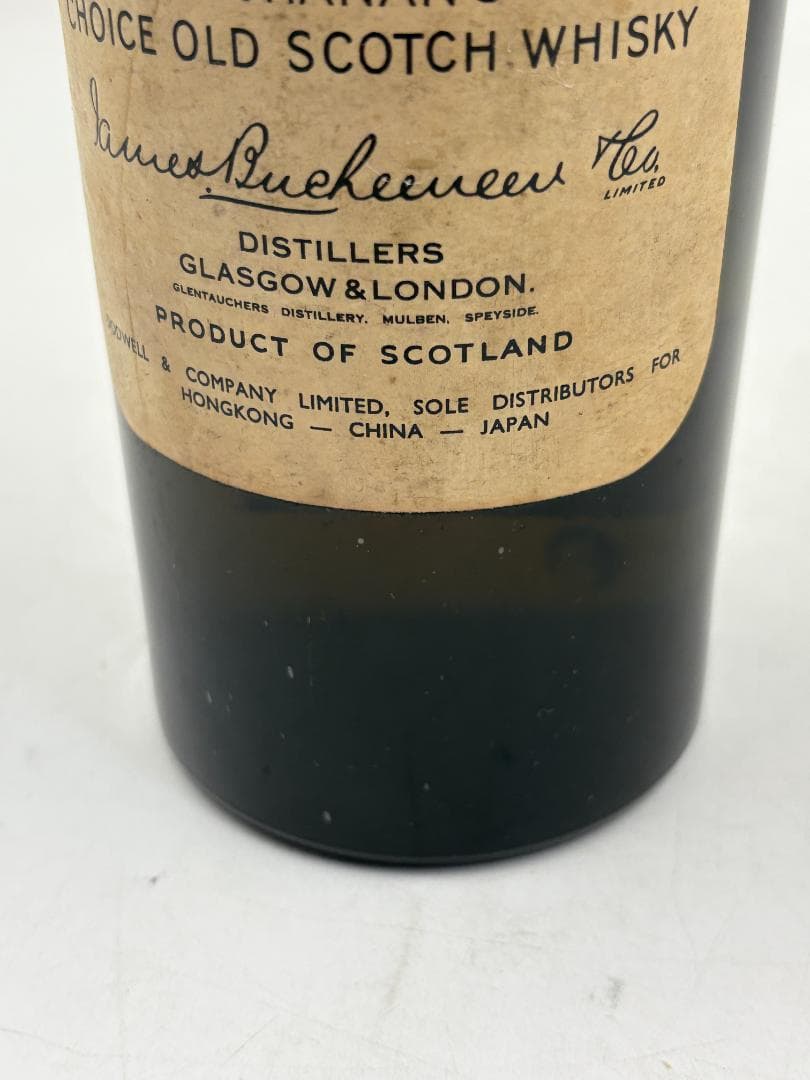 CHOICE OLD SCOTCH WHISKY
James Buchanan & Co.
LIMITED
DISTILLERS
GLASGOW & LONDON.
GLENTAUCHERS DISTILLERY. MULBEN. SPEYSIDE.
PRODUCT OF SCOTLAND
& COMPANY LIMITED, SOLE DISTRIBUTORS FOR
HONGKONG — CHINA — JAPAN